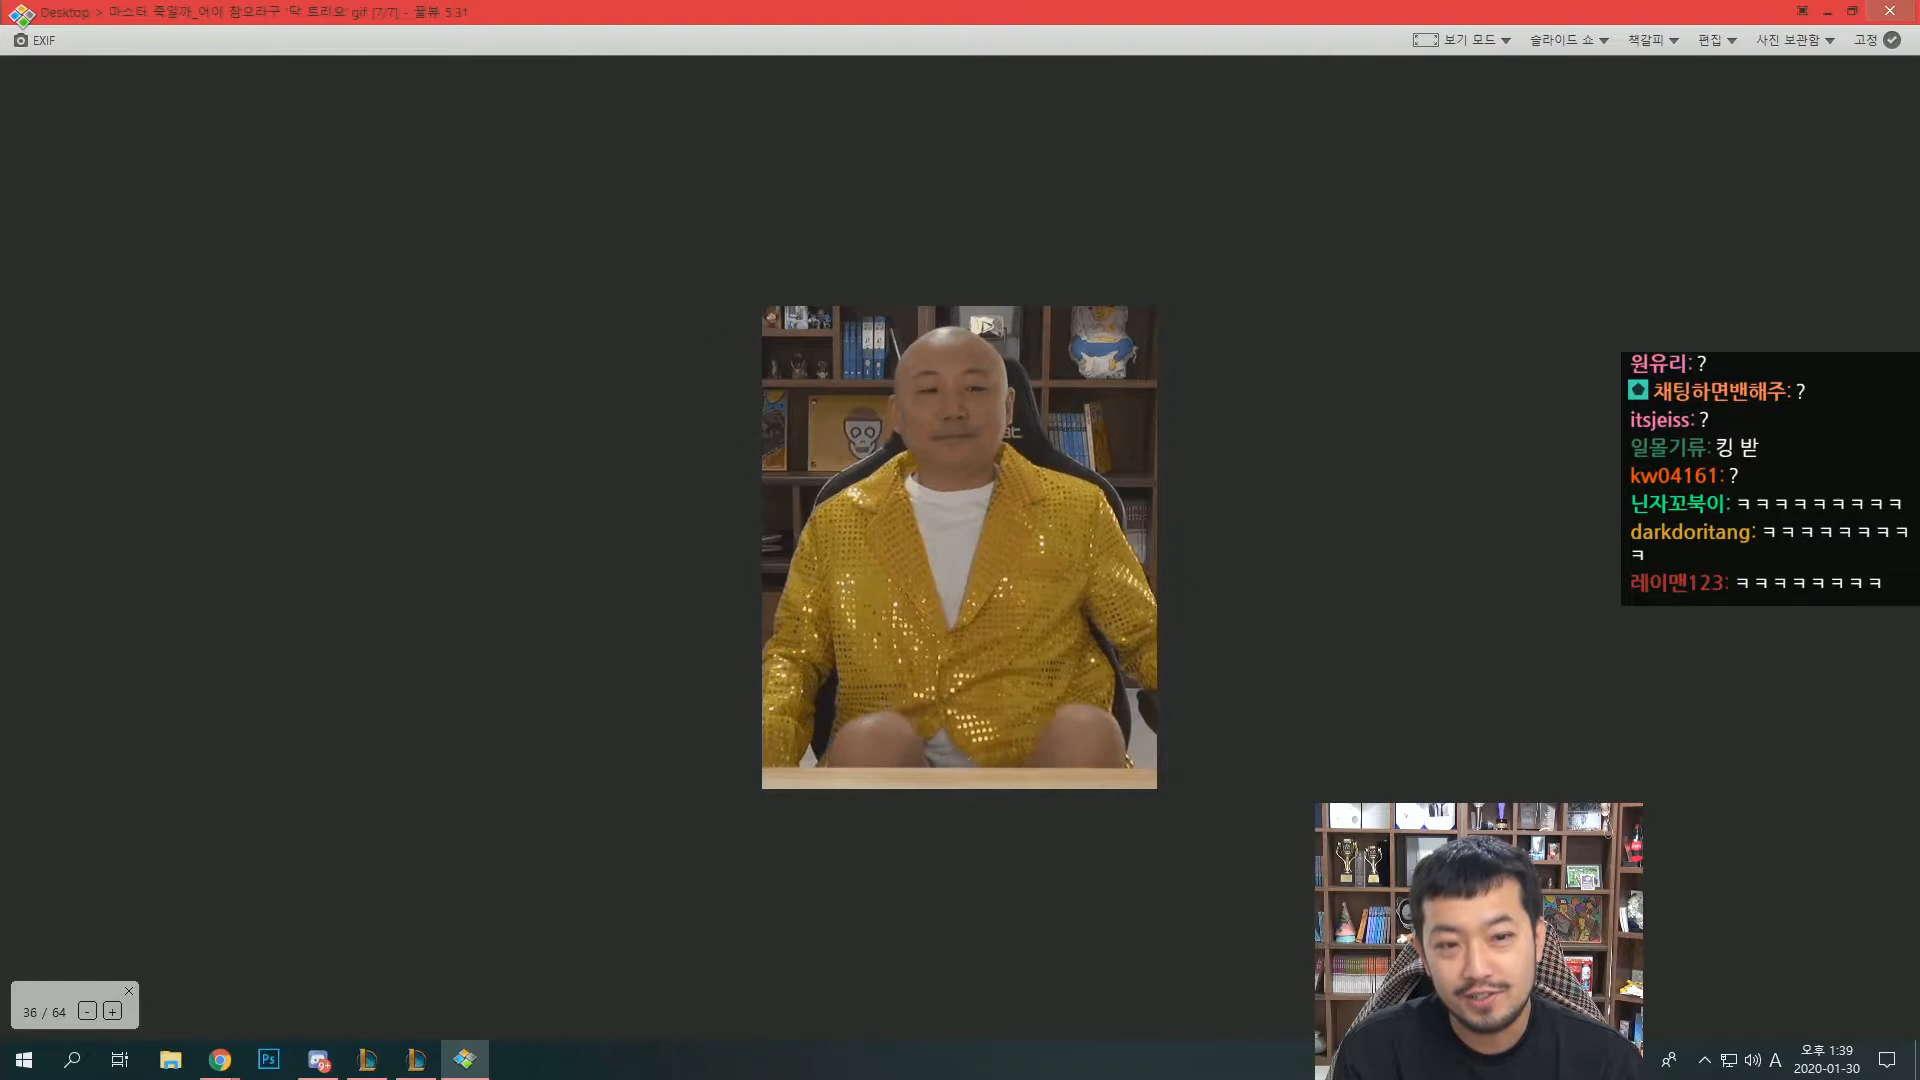 Desktop > 마스터 죽일까_어이 참으라구 '닥 트리오'.gif [7/7] - 꿀뷰 5.31
EXIF
보기 모드
슬라이드 쇼
책갈피
편집
사진 보관함
고정
원유리: ?
채팅하면밴해주: ?
itsjeiss: ?
일몰기류: 킹 받
kw04161: ?
닌자꼬북이: ㅋㅋㅋㅋㅋㅋㅋㅋㅋ
darkdoritang: ㅋㅋㅋㅋㅋㅋㅋㅋ
ㅋ
레이맨123: ㅋㅋㅋㅋㅋㅋㅋㅋ
36 / 64
- +
Ps
9+
A
오후 1:39
2020-01-30